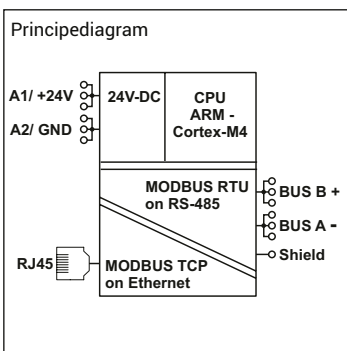 Principediagram
A1/ +24V
24V-DC
CPU
ARM -
Cortex-M4
A2/ GND
MODBUS RTU
on RS-485
BUS B +
BUS A -
Shield
RJ45
MODBUS TCP
on Ethernet